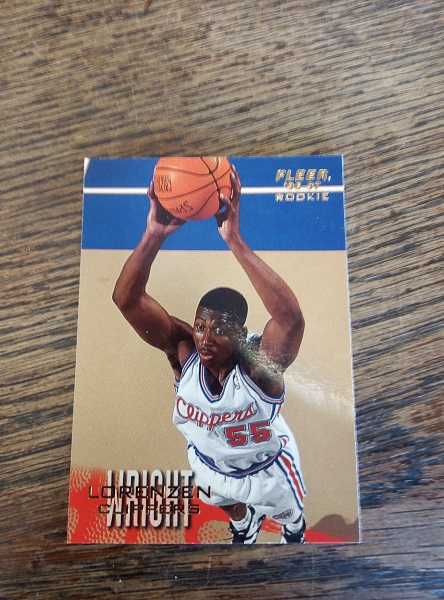 FLEER
'96-97
ROOKIE
Clippers
55
WRIGHT
LORENZEN
CLIPPERS